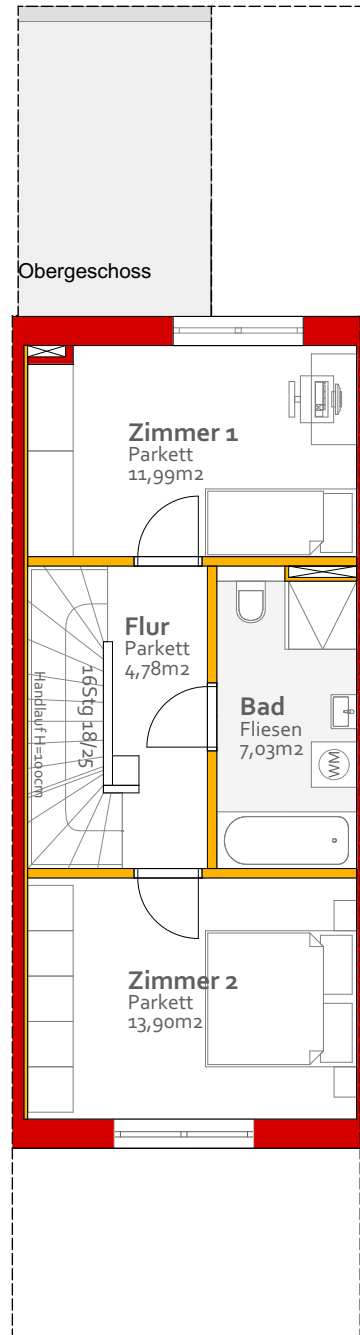 Obergeschoss
Zimmer 1
Parkett
11,99m2
Flur
Parkett
4,78m2
16Stg 18/25
Handlauf H=100cm
Bad
Fliesen
7,03m2
WM
Zimmer 2
Parkett
13,90m2